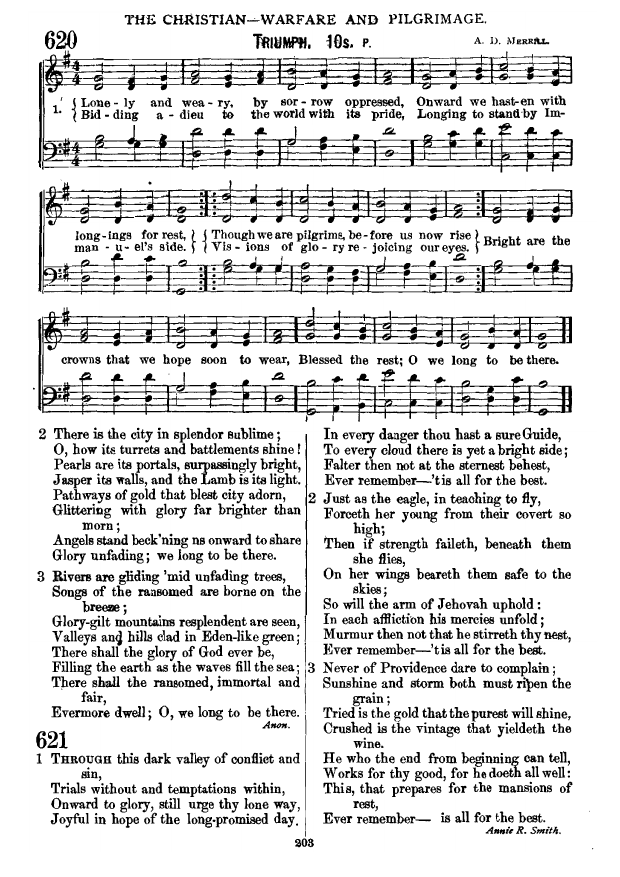 THE CHRISTIAN—WARFARE AND PILGRIMAGE.
620
TRIUMPH. 10s. P.
A. D. MERRILL.
1. { Lone - ly and wea - ry, by sor - row oppressed, Onward we hast-en with
{ Bid - ding a - dieu to the world with its pride, Longing to stand by Im-
long-ings for rest, } { Though we are pilgrims, be-fore us now rise }
man - u-el's side. } { Vis - ions of glo-ry re-joicing our eyes. } Bright are the
crowns that we hope soon to wear, Blessed the rest; O we long to be there.
2 There is the city in splendor sublime;
O, how its turrets and battlements shine!
Pearls are its portals, surpassingly bright,
Jasper its walls, and the Lamb is its light.
Pathways of gold that blest city adorn,
Glittering with glory far brighter than
morn;
Angels stand beck'ning us onward to share
Glory unfading; we long to be there.
3 Rivers are gliding 'mid unfading trees,
Songs of the ransomed are borne on the
breeze;
Glory-gilt mountains resplendent are seen,
Valleys and hills clad in Eden-like green;
There shall the glory of God ever be,
Filling the earth as the waves fill the sea;
There shall the ransomed, immortal and
fair,
Evermore dwell; O, we long to be there.
Anon.
621
1 THROUGH this dark valley of conflict and
sin,
Trials without and temptations within,
Onward to glory, still urge thy lone way,
Joyful in hope of the long-promised day.
In every danger thou hast a sure Guide,
To every cloud there is yet a bright side;
Falter then not at the sternest behest,
Ever remember—'tis all for the best.
2 Just as the eagle, in teaching to fly,
Forceth her young from their covert so
high;
Then if strength faileth, beneath them
she flies,
On her wings beareth them safe to the
skies;
So will the arm of Jehovah uphold:
In each affliction his mercies unfold;
Murmur then not that he stirreth thy nest,
Ever remember—'tis all for the best.
3 Never of Providence dare to complain;
Sunshine and storm both must ripen the
grain;
Tried is the gold that the purest will shine,
Crushed is the vintage that yieldeth the
wine.
He who the end from beginning can tell,
Works for thy good, for he doeth all well:
This, that prepares for the mansions of
rest,
Ever remember— is all for the best.
Annie R. Smith.
203